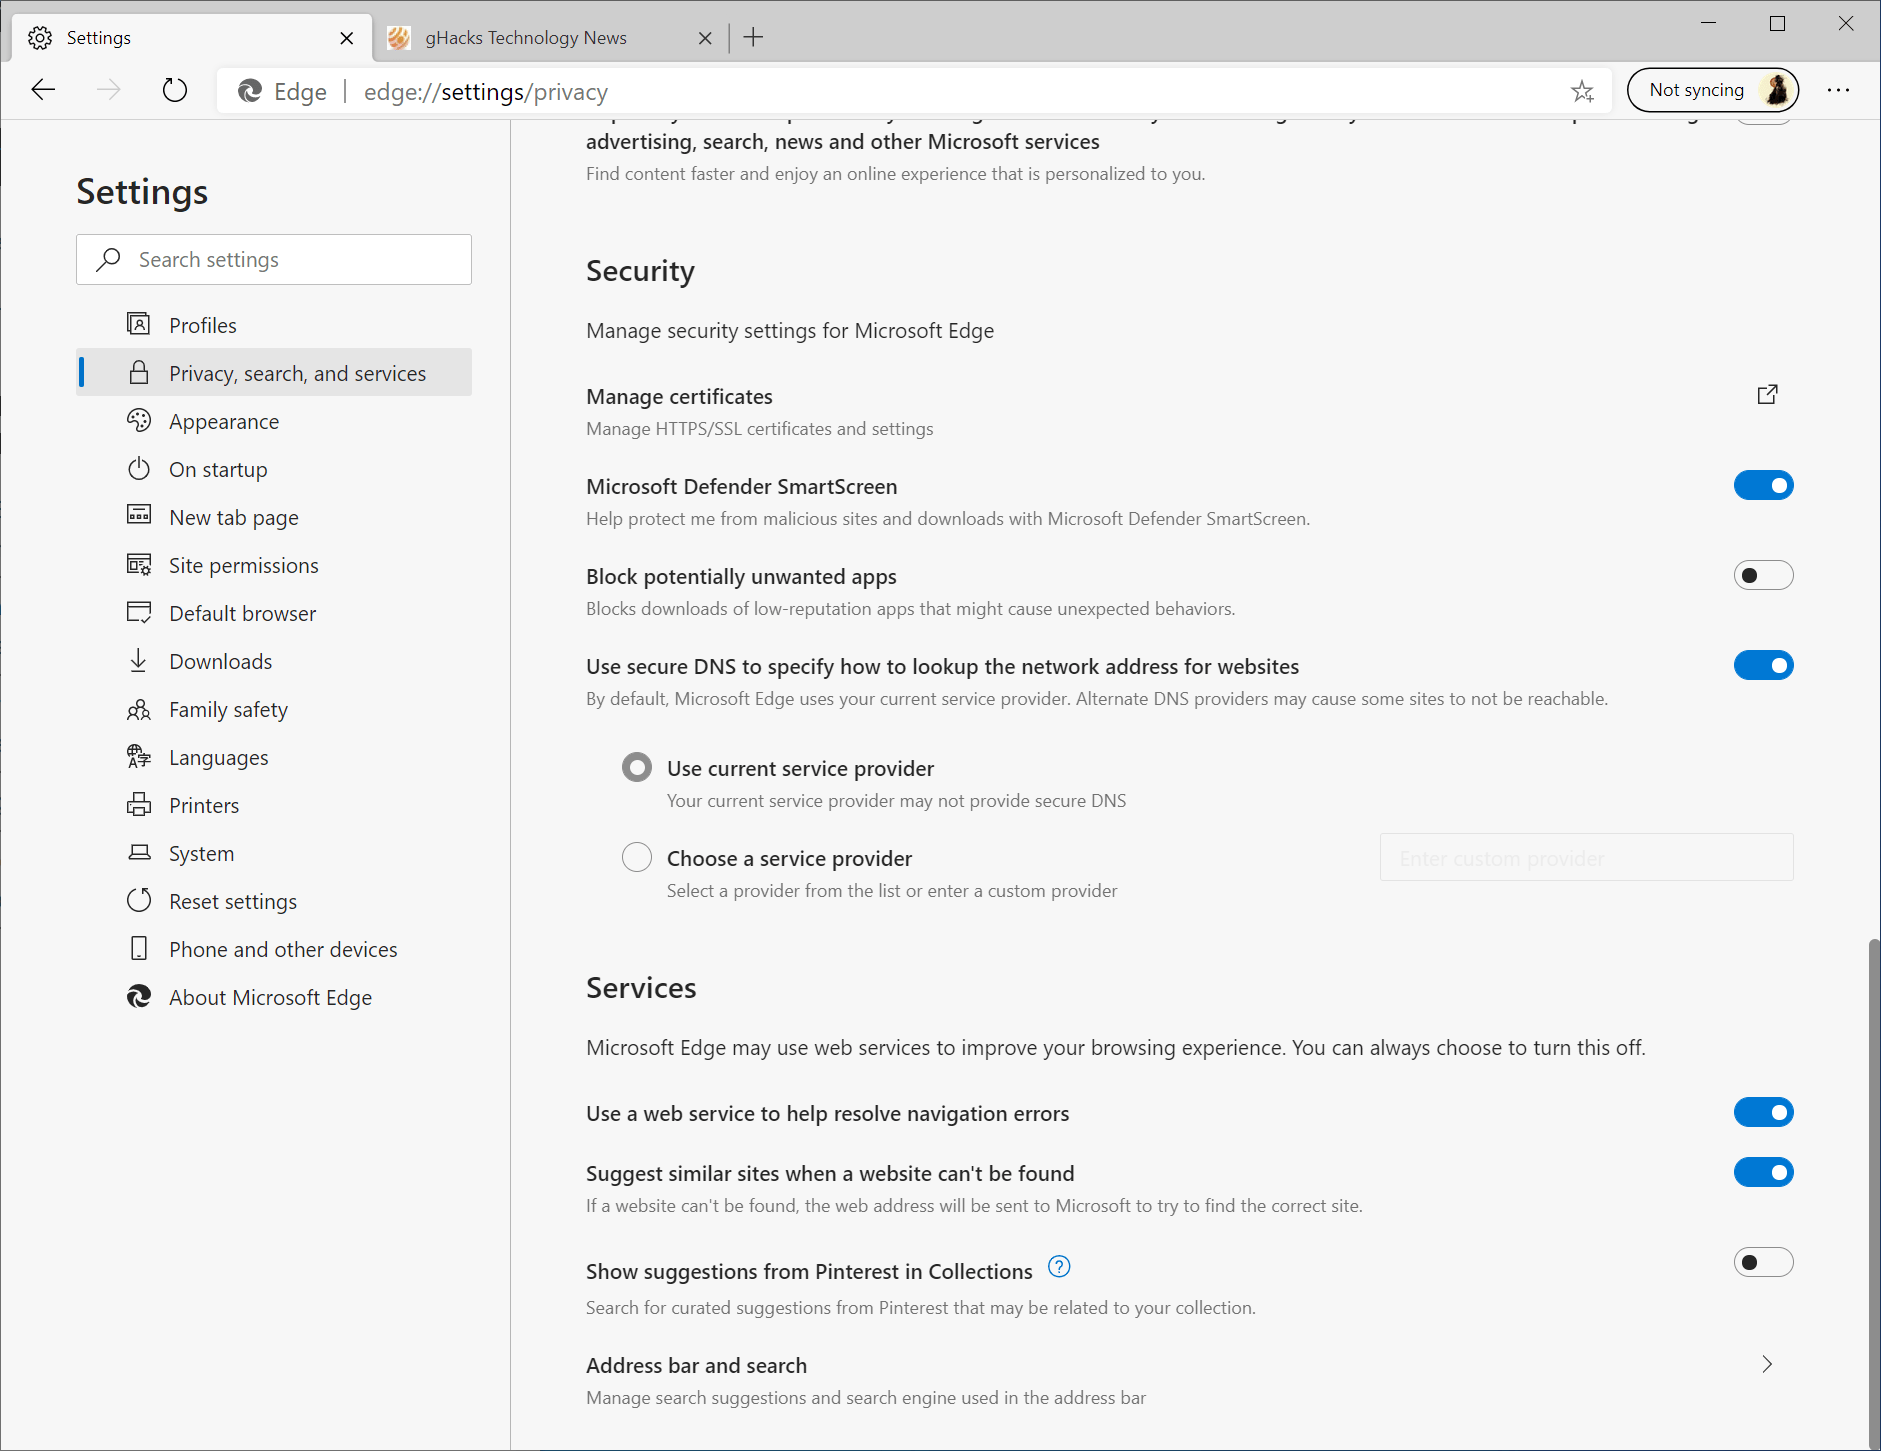 Settings
gHacks Technology News
Edge
edge://settings/privacy
Not syncing
Settings
Search settings
Profiles
Privacy, search, and services
Appearance
On startup
New tab page
Site permissions
Default browser
Downloads
Family safety
Languages
Printers
System
Reset settings
Phone and other devices
About Microsoft Edge
advertising, search, news and other Microsoft services
Find content faster and enjoy an online experience that is personalized to you.
Security
Manage security settings for Microsoft Edge
Manage certificates
Manage HTTPS/SSL certificates and settings
Microsoft Defender SmartScreen
Help protect me from malicious sites and downloads with Microsoft Defender SmartScreen.
Block potentially unwanted apps
Blocks downloads of low-reputation apps that might cause unexpected behaviors.
Use secure DNS to specify how to lookup the network address for websites
By default, Microsoft Edge uses your current service provider. Alternate DNS providers may cause some sites to not be reachable.
Use current service provider
Your current service provider may not provide secure DNS
Choose a service provider
Select a provider from the list or enter a custom provider
Enter custom provider
Services
Microsoft Edge may use web services to improve your browsing experience. You can always choose to turn this off.
Use a web service to help resolve navigation errors
Suggest similar sites when a website can't be found
If a website can't be found, the web address will be sent to Microsoft to try to find the correct site.
Show suggestions from Pinterest in Collections
Search for curated suggestions from Pinterest that may be related to your collection.
Address bar and search
Manage search suggestions and search engine used in the address bar